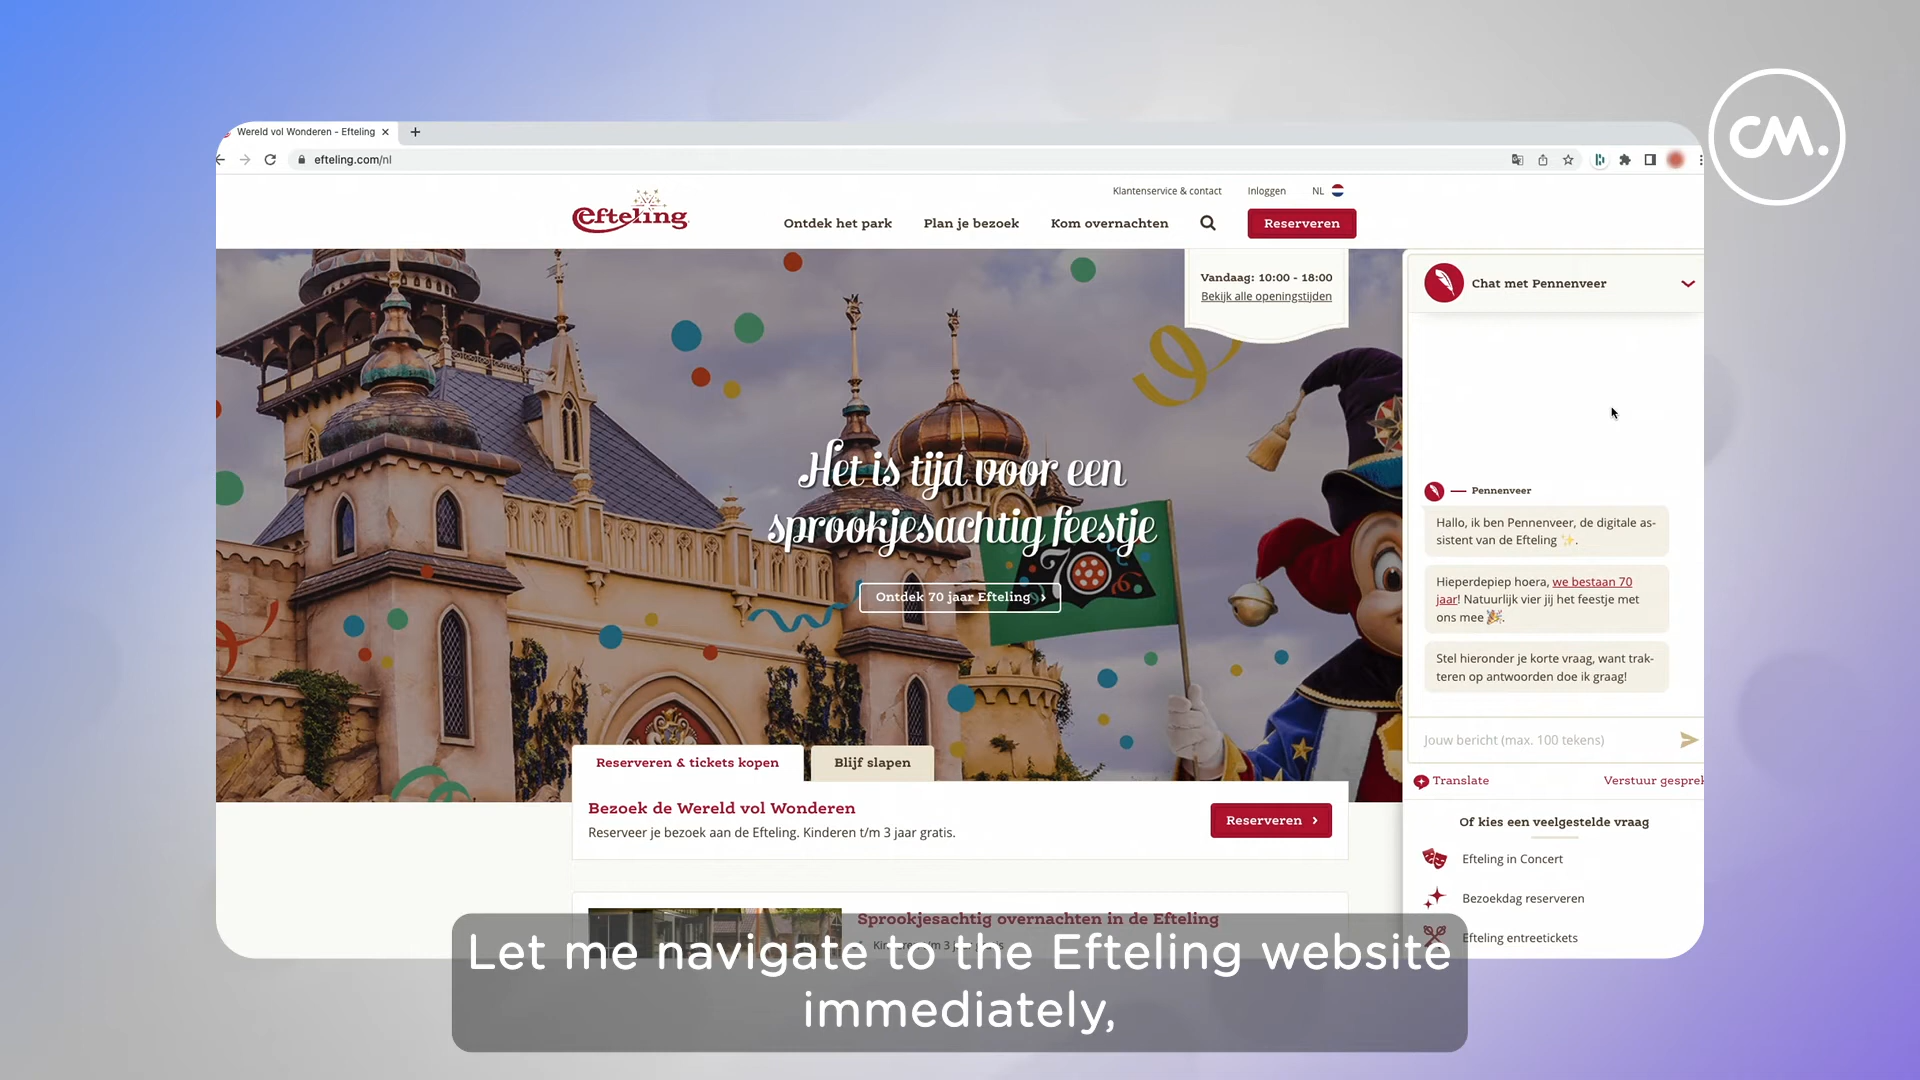 Wereld vol Wonderen - Efteling
efteling.com/nl
CM.
Klantenservice & contact
Inloggen
NL
efteling
Ontdek het park
Plan je bezoek
Kom overnachten
Reserveren
Vandaag: 10:00 - 18:00
Bekijk alle openingstijden
Het is tijd voor een
sprookjesachtig feestje
70
Ontdek 70 jaar Efteling
Reserveren & tickets kopen
Blijf slapen
Bezoek de Wereld vol Wonderen
Reserveer je bezoek aan de Efteling. Kinderen t/m 3 jaar gratis.
Reserveren
Sprookjesachtig overnachten in de Efteling
Chat met Pennenveer
Pennenveer
Hallo, ik ben Pennenveer, de digitale as-
sistent van de Efteling ✨.
Hieperdepiep hoera, we bestaan 70
jaar! Natuurlijk vier jij het feestje met
ons mee 🎉.
Stel hieronder je korte vraag, want trak-
teren op antwoorden doe ik graag!
Jouw bericht (max. 100 tekens)
Translate
Verstuur gesprek
Of kies een veelgestelde vraag
Efteling in Concert
Bezoekdag reserveren
Efteling entreetickets
Let me navigate to the Efteling website
immediately,